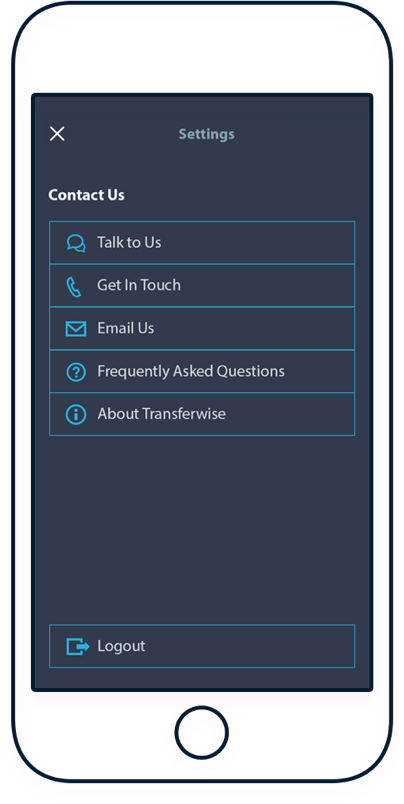 Settings
Contact Us
Talk to Us
Get In Touch
Email Us
Frequently Asked Questions
About Transferwise
Logout